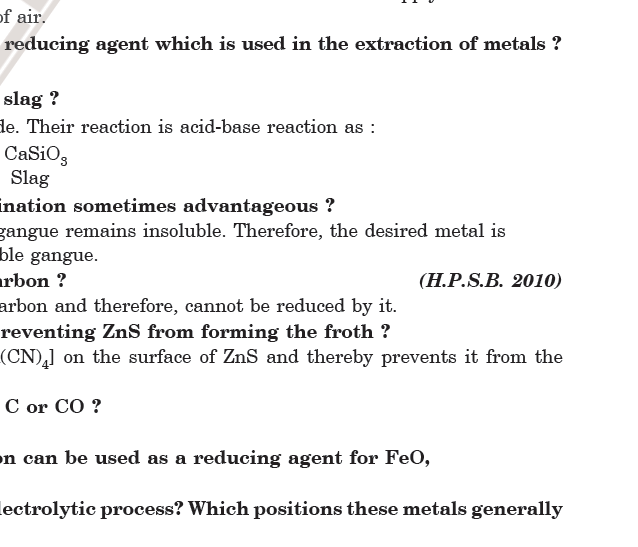 of air.
reducing agent which is used in the extraction of metals ?
slag ?
de. Their reaction is acid-base reaction as :
CaSiO₃
Slag
ination sometimes advantageous ?
gangue remains insoluble. Therefore, the desired metal is
ble gangue.
arbon ? (H.P.S.B. 2010)
arbon and therefore, cannot be reduced by it.
reventing ZnS from forming the froth ?
(CN)₄] on the surface of ZnS and thereby prevents it from the
C or CO ?
on can be used as a reducing agent for FeO,
lectrolytic process? Which positions these metals generally